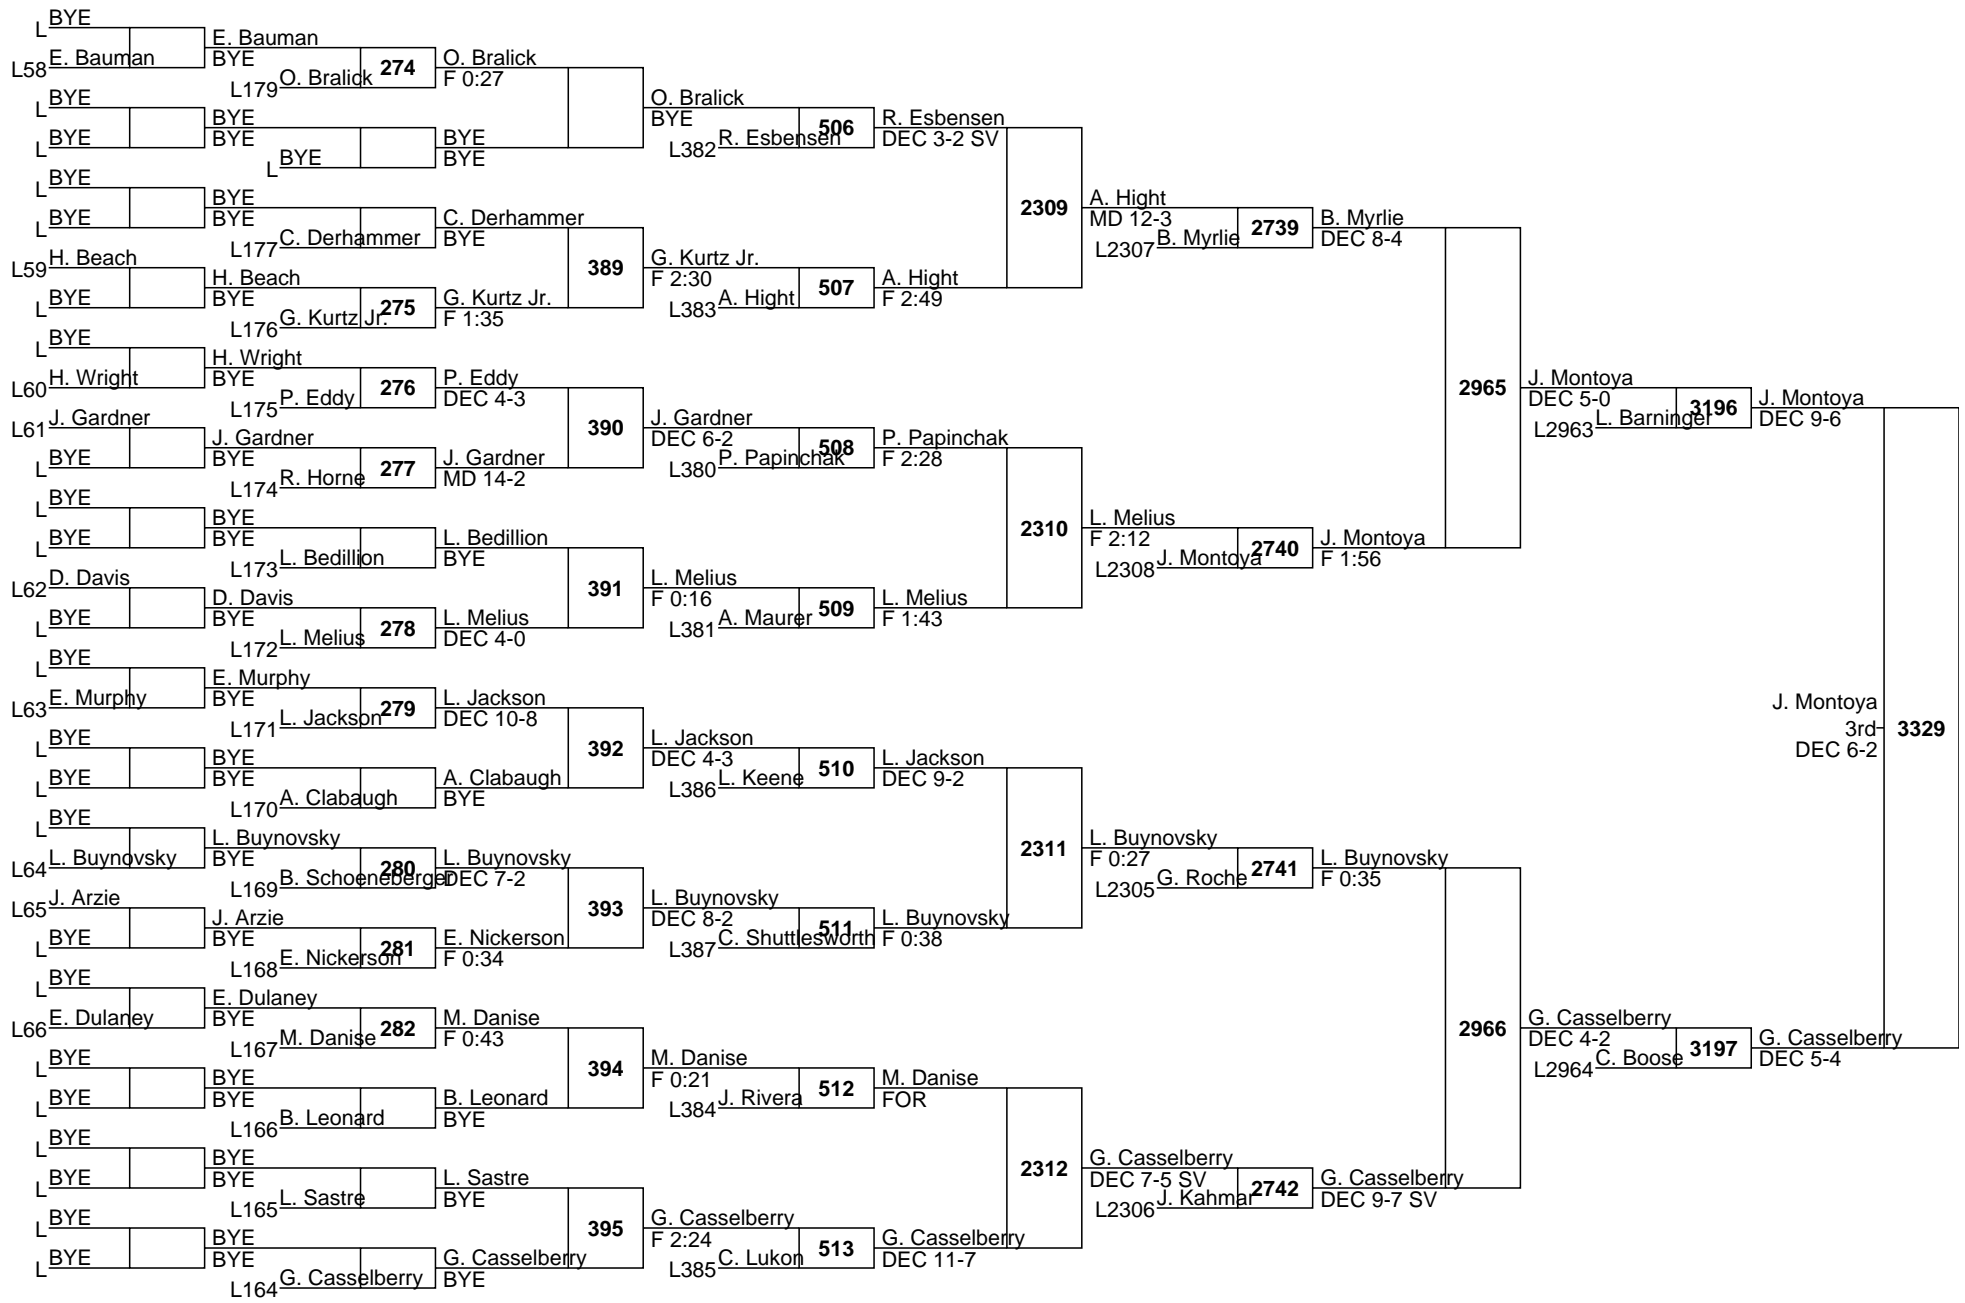 BYE
L
E. Bauman
L58
E. Bauman
BYE
O. Bralick
L179
274
O. Bralick
F 0:27
BYE
L
BYE
L
BYE
BYE
BYE
L
BYE
BYE
O. Bralick
BYE
R. Esbensen
L382
506
R. Esbensen
DEC 3-2 SV
BYE
L
BYE
L
BYE
BYE
C. Derhammer
L177
C. Derhammer
BYE
H. Beach
L59
BYE
L
H. Beach
BYE
G. Kurtz Jr.
L176
275
G. Kurtz Jr.
F 1:35
389
G. Kurtz Jr.
F 2:30
A. Hight
L383
507
A. Hight
F 2:49
2309
A. Hight
MD 12-3
B. Myrlie
L2307
2739
B. Myrlie
DEC 8-4
BYE
L
H. Wright
L60
H. Wright
BYE
P. Eddy
L175
276
P. Eddy
DEC 4-3
J. Gardner
L61
BYE
L
J. Gardner
BYE
R. Horne
L174
277
J. Gardner
MD 14-2
390
J. Gardner
DEC 6-2
P. Papinchak
L380
508
P. Papinchak
F 2:28
BYE
L
BYE
L
BYE
BYE
L. Bedillion
L173
L. Bedillion
BYE
D. Davis
L62
BYE
L
D. Davis
BYE
L. Melius
L172
278
L. Melius
DEC 4-0
391
L. Melius
F 0:16
A. Maurer
L381
509
L. Melius
F 1:43
2310
L. Melius
F 2:12
J. Montoya
L2308
2740
J. Montoya
F 1:56
2965
J. Montoya
DEC 5-0
L. Barninger
L2963
3196
J. Montoya
DEC 9-6
BYE
L
E. Murphy
L63
E. Murphy
BYE
L. Jackson
L171
279
L. Jackson
DEC 10-8
BYE
L
BYE
L
BYE
BYE
A. Clabaugh
L170
A. Clabaugh
BYE
392
L. Jackson
DEC 4-3
L. Keene
L386
510
L. Jackson
DEC 9-2
BYE
L
L. Buynovsky
L64
L. Buynovsky
BYE
B. Schoeneberger
L169
280
L. Buynovsky
DEC 7-2
J. Arzie
L65
BYE
L
J. Arzie
BYE
E. Nickerson
L168
281
E. Nickerson
F 0:34
393
L. Buynovsky
DEC 8-2
C. Shuttlesworth
L387
511
L. Buynovsky
F 0:38
2311
L. Buynovsky
F 0:27
G. Roche
L2305
2741
L. Buynovsky
F 0:35
BYE
L
E. Dulaney
L66
E. Dulaney
BYE
M. Danise
L167
282
M. Danise
F 0:43
BYE
L
BYE
L
BYE
BYE
B. Leonard
L166
B. Leonard
BYE
394
M. Danise
F 0:21
J. Rivera
L384
512
M. Danise
FOR
BYE
L
BYE
L
BYE
BYE
L. Sastre
L165
L. Sastre
BYE
BYE
L
BYE
L
BYE
BYE
G. Casselberry
L164
G. Casselberry
BYE
395
G. Casselberry
F 2:24
C. Lukon
L385
513
G. Casselberry
DEC 11-7
2312
G. Casselberry
DEC 7-5 SV
J. Kahmar
L2306
2742
G. Casselberry
DEC 9-7 SV
2966
G. Casselberry
DEC 4-2
C. Boose
L2964
3197
G. Casselberry
DEC 5-4
J. Montoya
3rd
DEC 6-2
3329